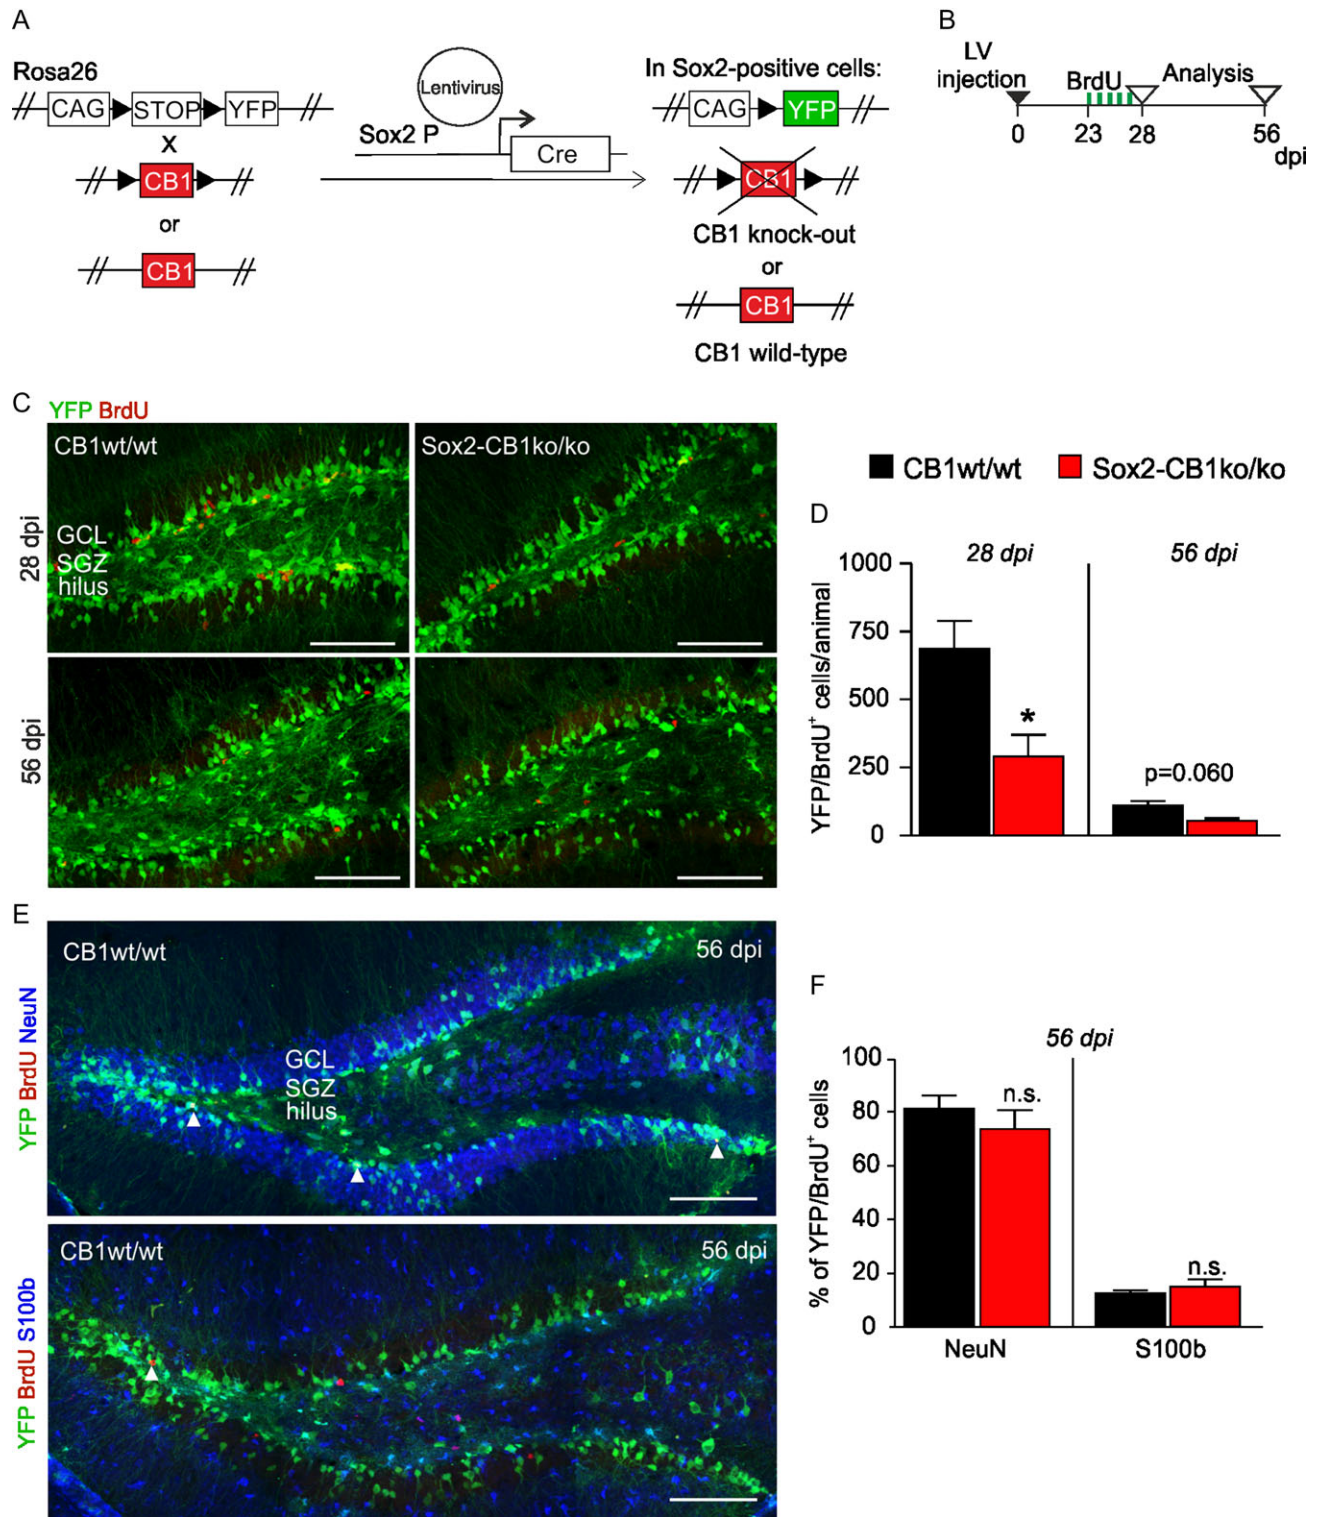 A
Rosa26
CAG STOP YFP
X
CB1
or
CB1
Lentivirus
Sox2 P
Cre
In Sox2-positive cells:
CAG YFP
CB1
CB1 knock-out
or
CB1
CB1 wild-type
B
LV
injection
BrdU
Analysis
0 23 28 56
dpi
C
YFP BrdU
CB1wt/wt
Sox2-CB1ko/ko
28 dpi
GCL
SGZ
hilus
56 dpi
CB1wt/wt
Sox2-CB1ko/ko
D
28 dpi
56 dpi
YFP/BrdU+ cells/animal
1000
750
500
250
0
*
p=0.060
E
YFP BrdU NeuN
CB1wt/wt
56 dpi
GCL
SGZ
hilus
YFP BrdU S100b
CB1wt/wt
56 dpi
F
56 dpi
% of YFP/BrdU+ cells
100
80
60
40
20
0
n.s.
n.s.
NeuN
S100b